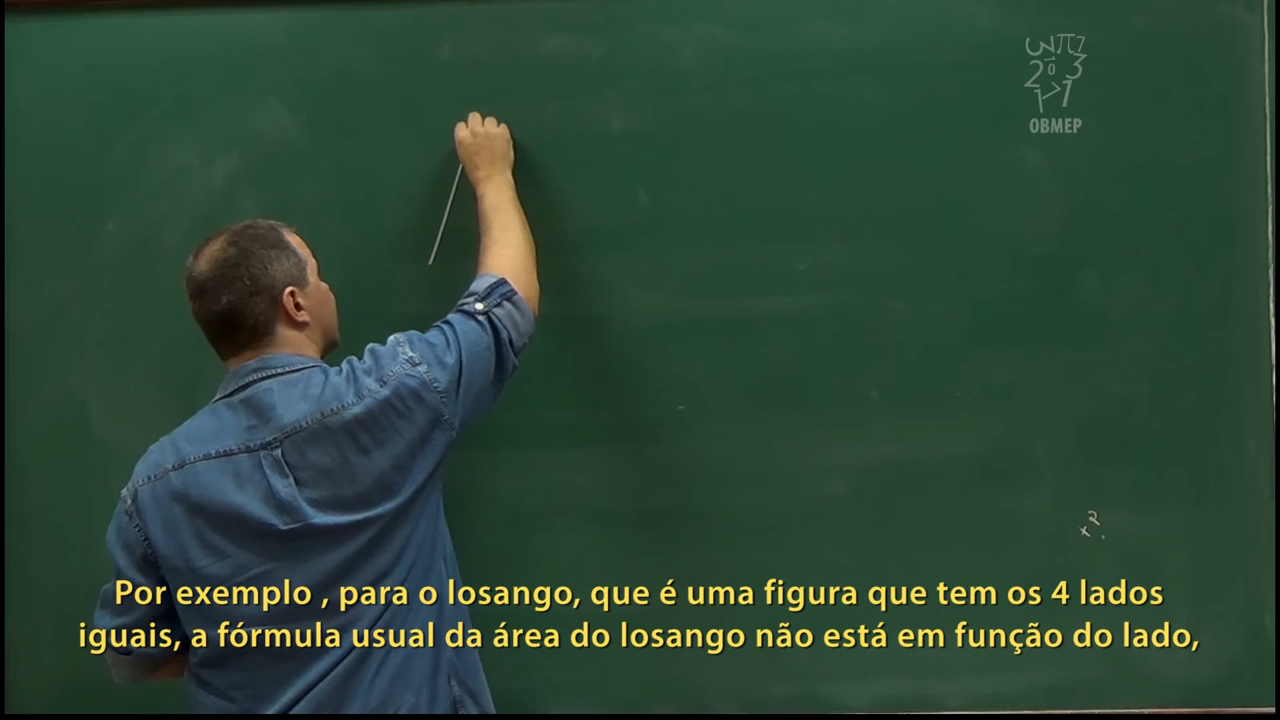 OBMEP
x²
Por exemplo , para o losango, que é uma figura que tem os 4 lados
iguais, a fórmula usual da área do losango não está em função do lado,